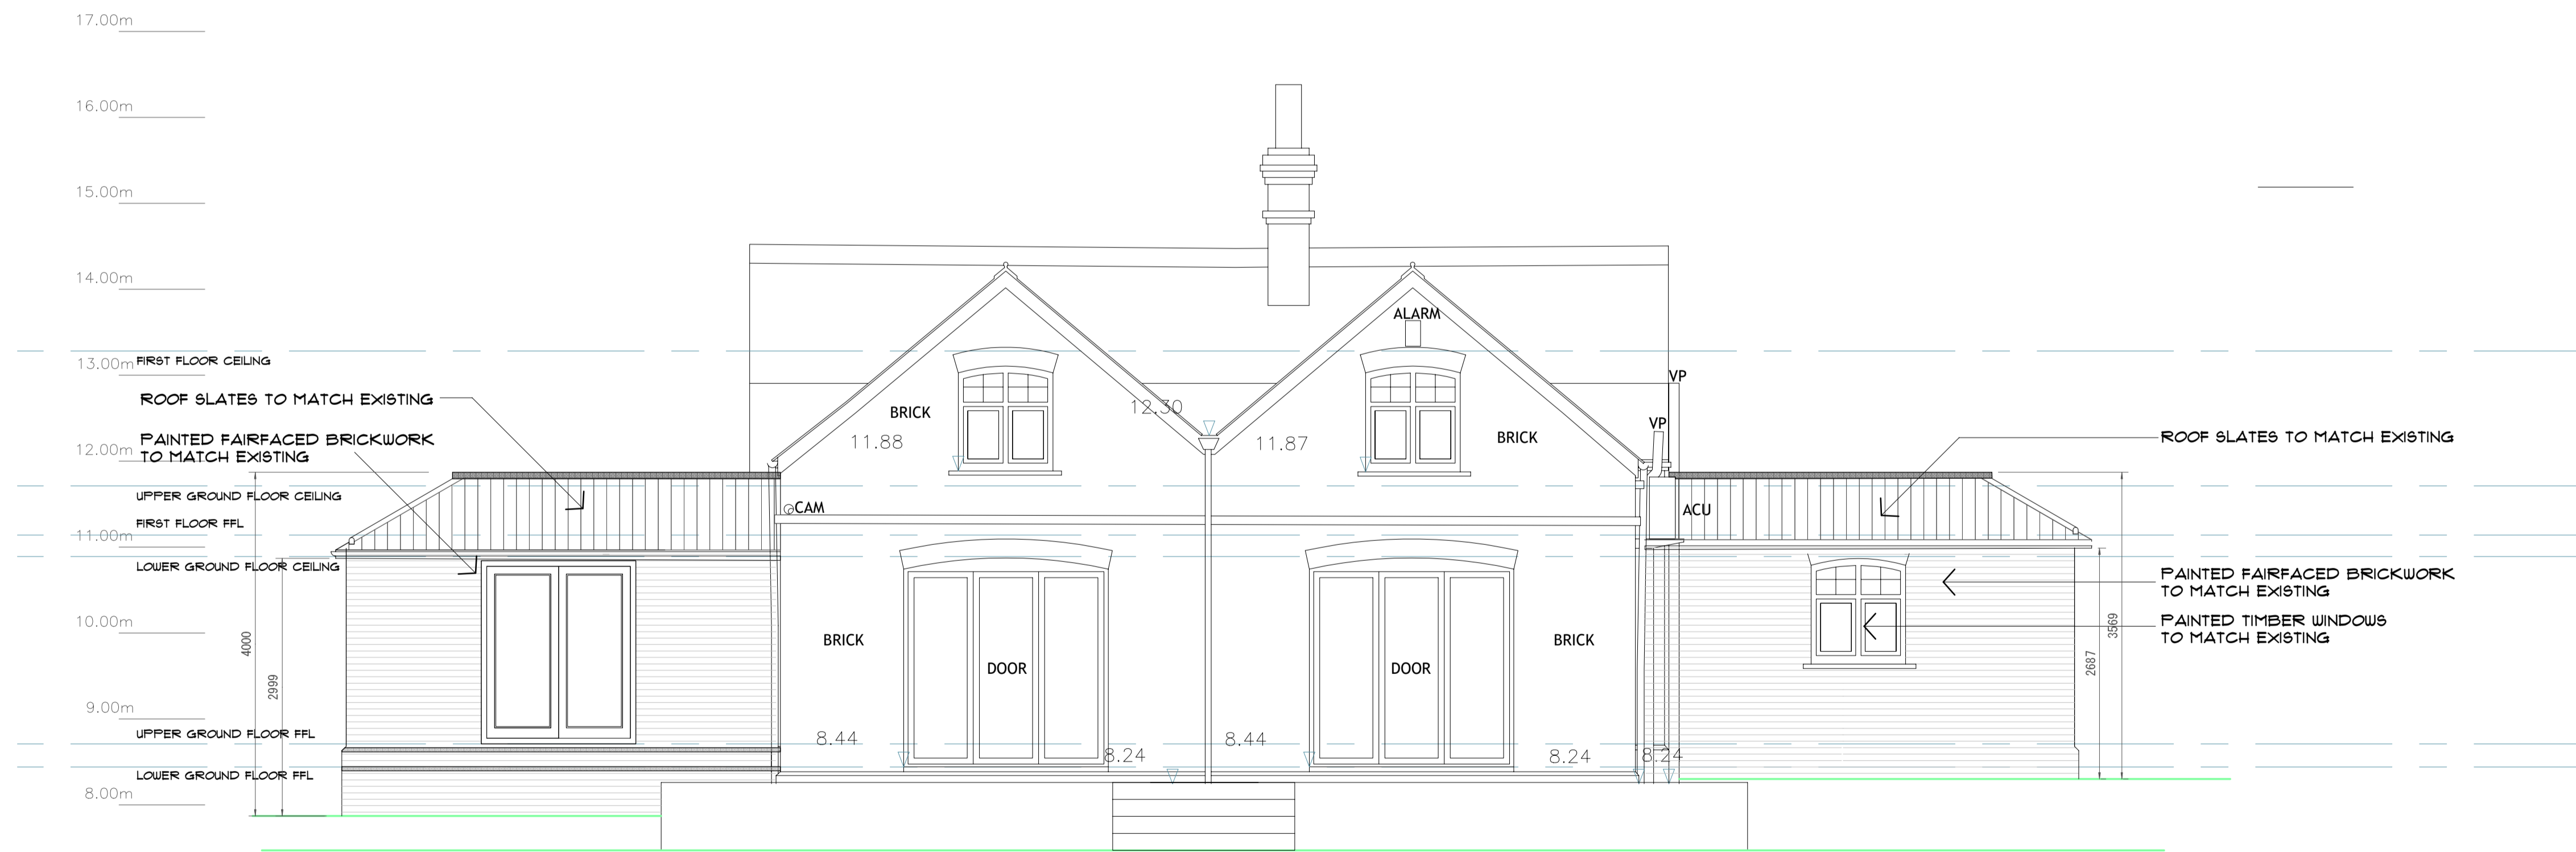 17.00m
16.00m
15.00m
14.00m
13.00m
FIRST FLOOR CEILING
ROOF SLATES TO MATCH EXISTING
PAINTED FAIRFACED BRICKWORK
TO MATCH EXISTING
12.00m
UPPER GROUND FLOOR CEILING
FIRST FLOOR FFL
11.00m
LOWER GROUND FLOOR CEILING
10.00m
4000
2999
9.00m
UPPER GROUND FLOOR FFL
LOWER GROUND FLOOR FFL
8.00m
ALARM
VP
BRICK
12.30
11.88
11.87
BRICK
VP
CAM
ACU
BRICK
DOOR
DOOR
BRICK
8.44
8.24
8.44
8.24
8.24
ROOF SLATES TO MATCH EXISTING
PAINTED FAIRFACED BRICKWORK
TO MATCH EXISTING
PAINTED TIMBER WINDOWS
TO MATCH EXISTING
3569
2687